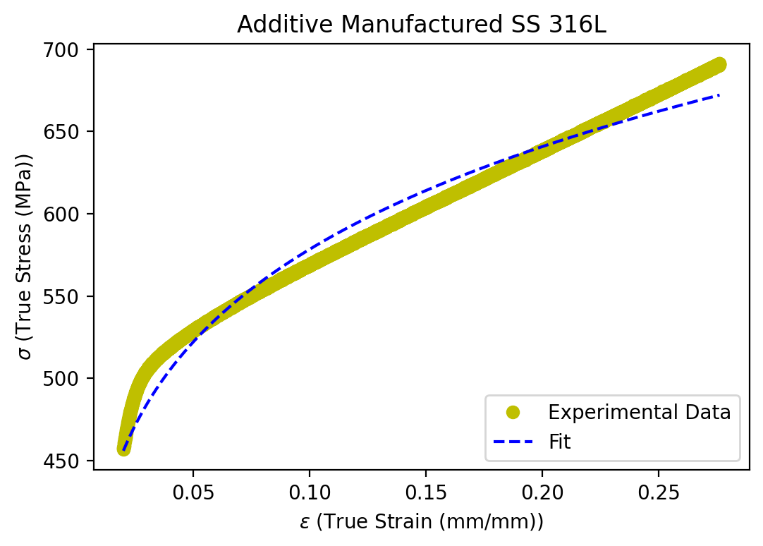 Additive Manufactured SS 316L
700
650
600
550
500
450
σ (True Stress (MPa))
0.05 0.10 0.15 0.20 0.25
ε (True Strain (mm/mm))
Experimental Data
Fit